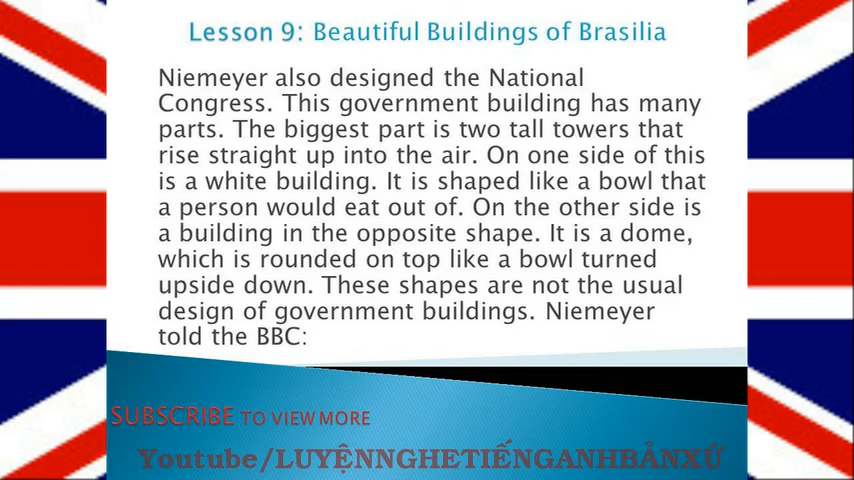 Lesson 9: Beautiful Buildings of Brasilia
Niemeyer also designed the National
Congress. This government building has many
parts. The biggest part is two tall towers that
rise straight up into the air. On one side of this
is a white building. It is shaped like a bowl that
a person would eat out of. On the other side is
a building in the opposite shape. It is a dome,
which is rounded on top like a bowl turned
upside down. These shapes are not the usual
design of government buildings. Niemeyer
told the BBC:
SUBSCRIBE TO VIEW MORE
Youtube/LUYỆNNGHETIẾNGANHBẢNXỨ